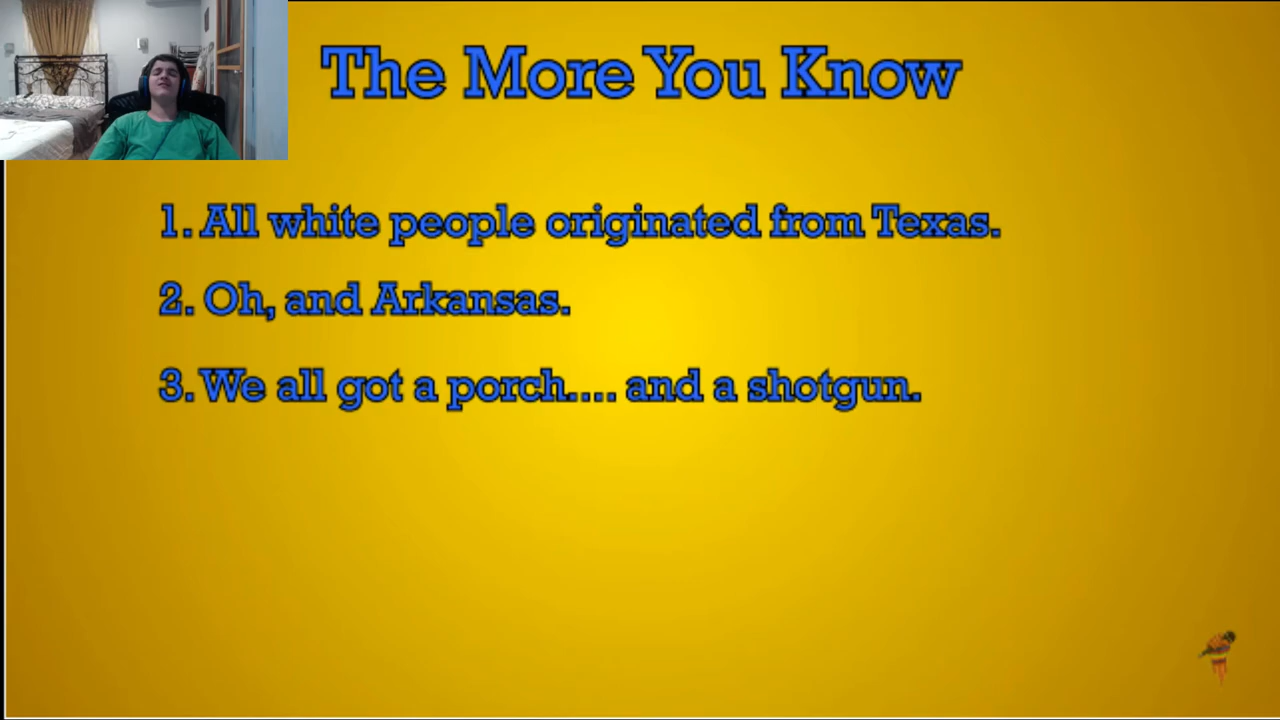 The More You Know
1. All white people originated from Texas.
2. Oh, and Arkansas.
3. We all got a porch.... and a shotgun.